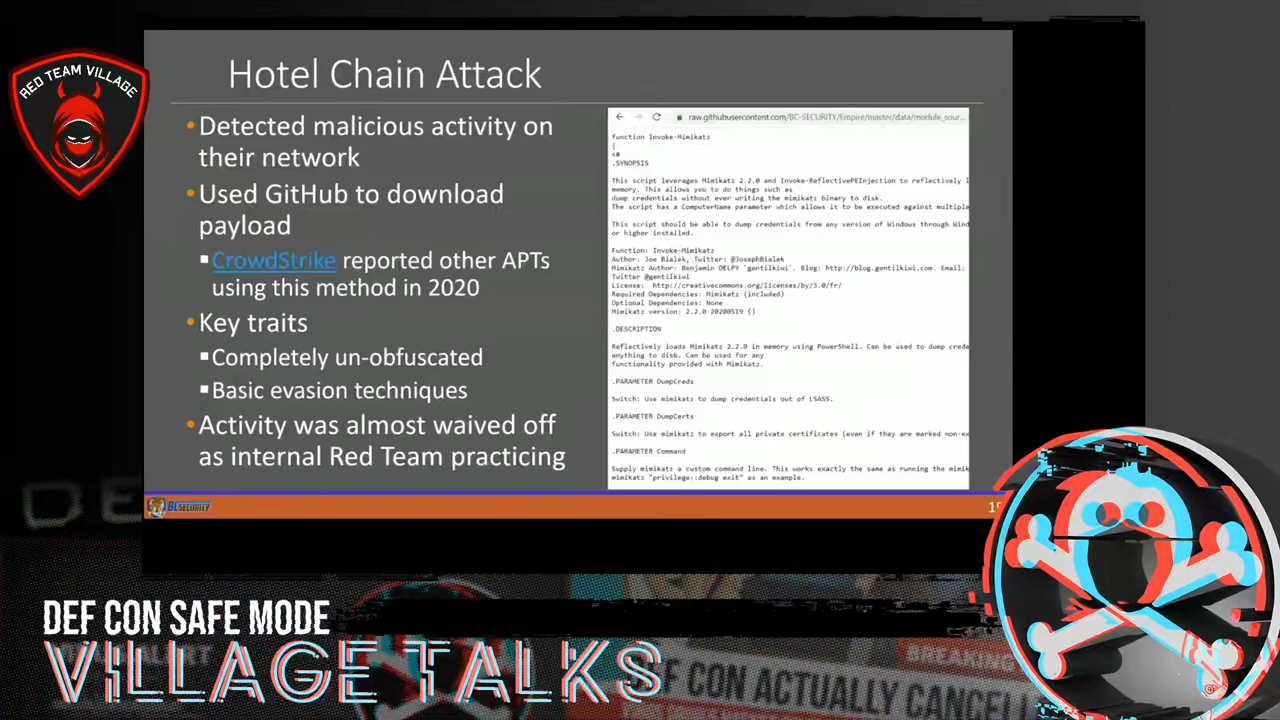 RED TEAM VILLAGE
Hotel Chain Attack
•Detected malicious activity on
their network
•Used GitHub to download
payload
▪CrowdStrike reported other APTs
using this method in 2020
•Key traits
▪Completely un-obfuscated
▪Basic evasion techniques
•Activity was almost waived off
as internal Red Team practicing
raw.githubusercontent.com/BC-SECURITY/Empire/master/data/module_sour...
function Invoke-Mimikatz
{
<#
.SYNOPSIS
This script leverages Mimikatz 2.2.0 and Invoke-ReflectivePEInjection to reflectively l
memory. This allows you to do things such as
dump credentials without ever writing the mimikatz binary to disk.
The script has a ComputerName parameter which allows it to be executed against multiple
This script should be able to dump credentials from any version of Windows through Wind
or higher installed.
Function: Invoke-Mimikatz
Author: Joe Bialek, Twitter: @JosephBialek
Mimikatz Author: Benjamin DELPY `gentilkiwi`. Blog: http://blog.gentilkiwi.com. Email:
Twitter @gentilkiwi
License: http://creativecommons.org/licenses/by/3.0/fr/
Required Dependencies: Mimikatz (included)
Optional Dependencies: None
Mimikatz version: 2.2.0 20200519 ()
.DESCRIPTION
Reflectively loads Mimikatz 2.2.0 in memory using PowerShell. Can be used to dump crede
anything to disk. Can be used for any
functionality provided with Mimikatz.
.PARAMETER DumpCreds
Switch: Use mimikatz to dump credentials out of LSASS.
.PARAMETER DumpCerts
Switch: Use mimikatz to export all private certificates (even if they are marked non-ex
.PARAMETER Command
Supply mimikatz a custom command line. This works exactly the same as running the mimik
mimikatz "privilege::debug exit" as an example.
BC SECURITY
DEF CON SAFE MODE
VILLAGE TALKS
BREAKING
DEF CON ACTUALLY CANCELL